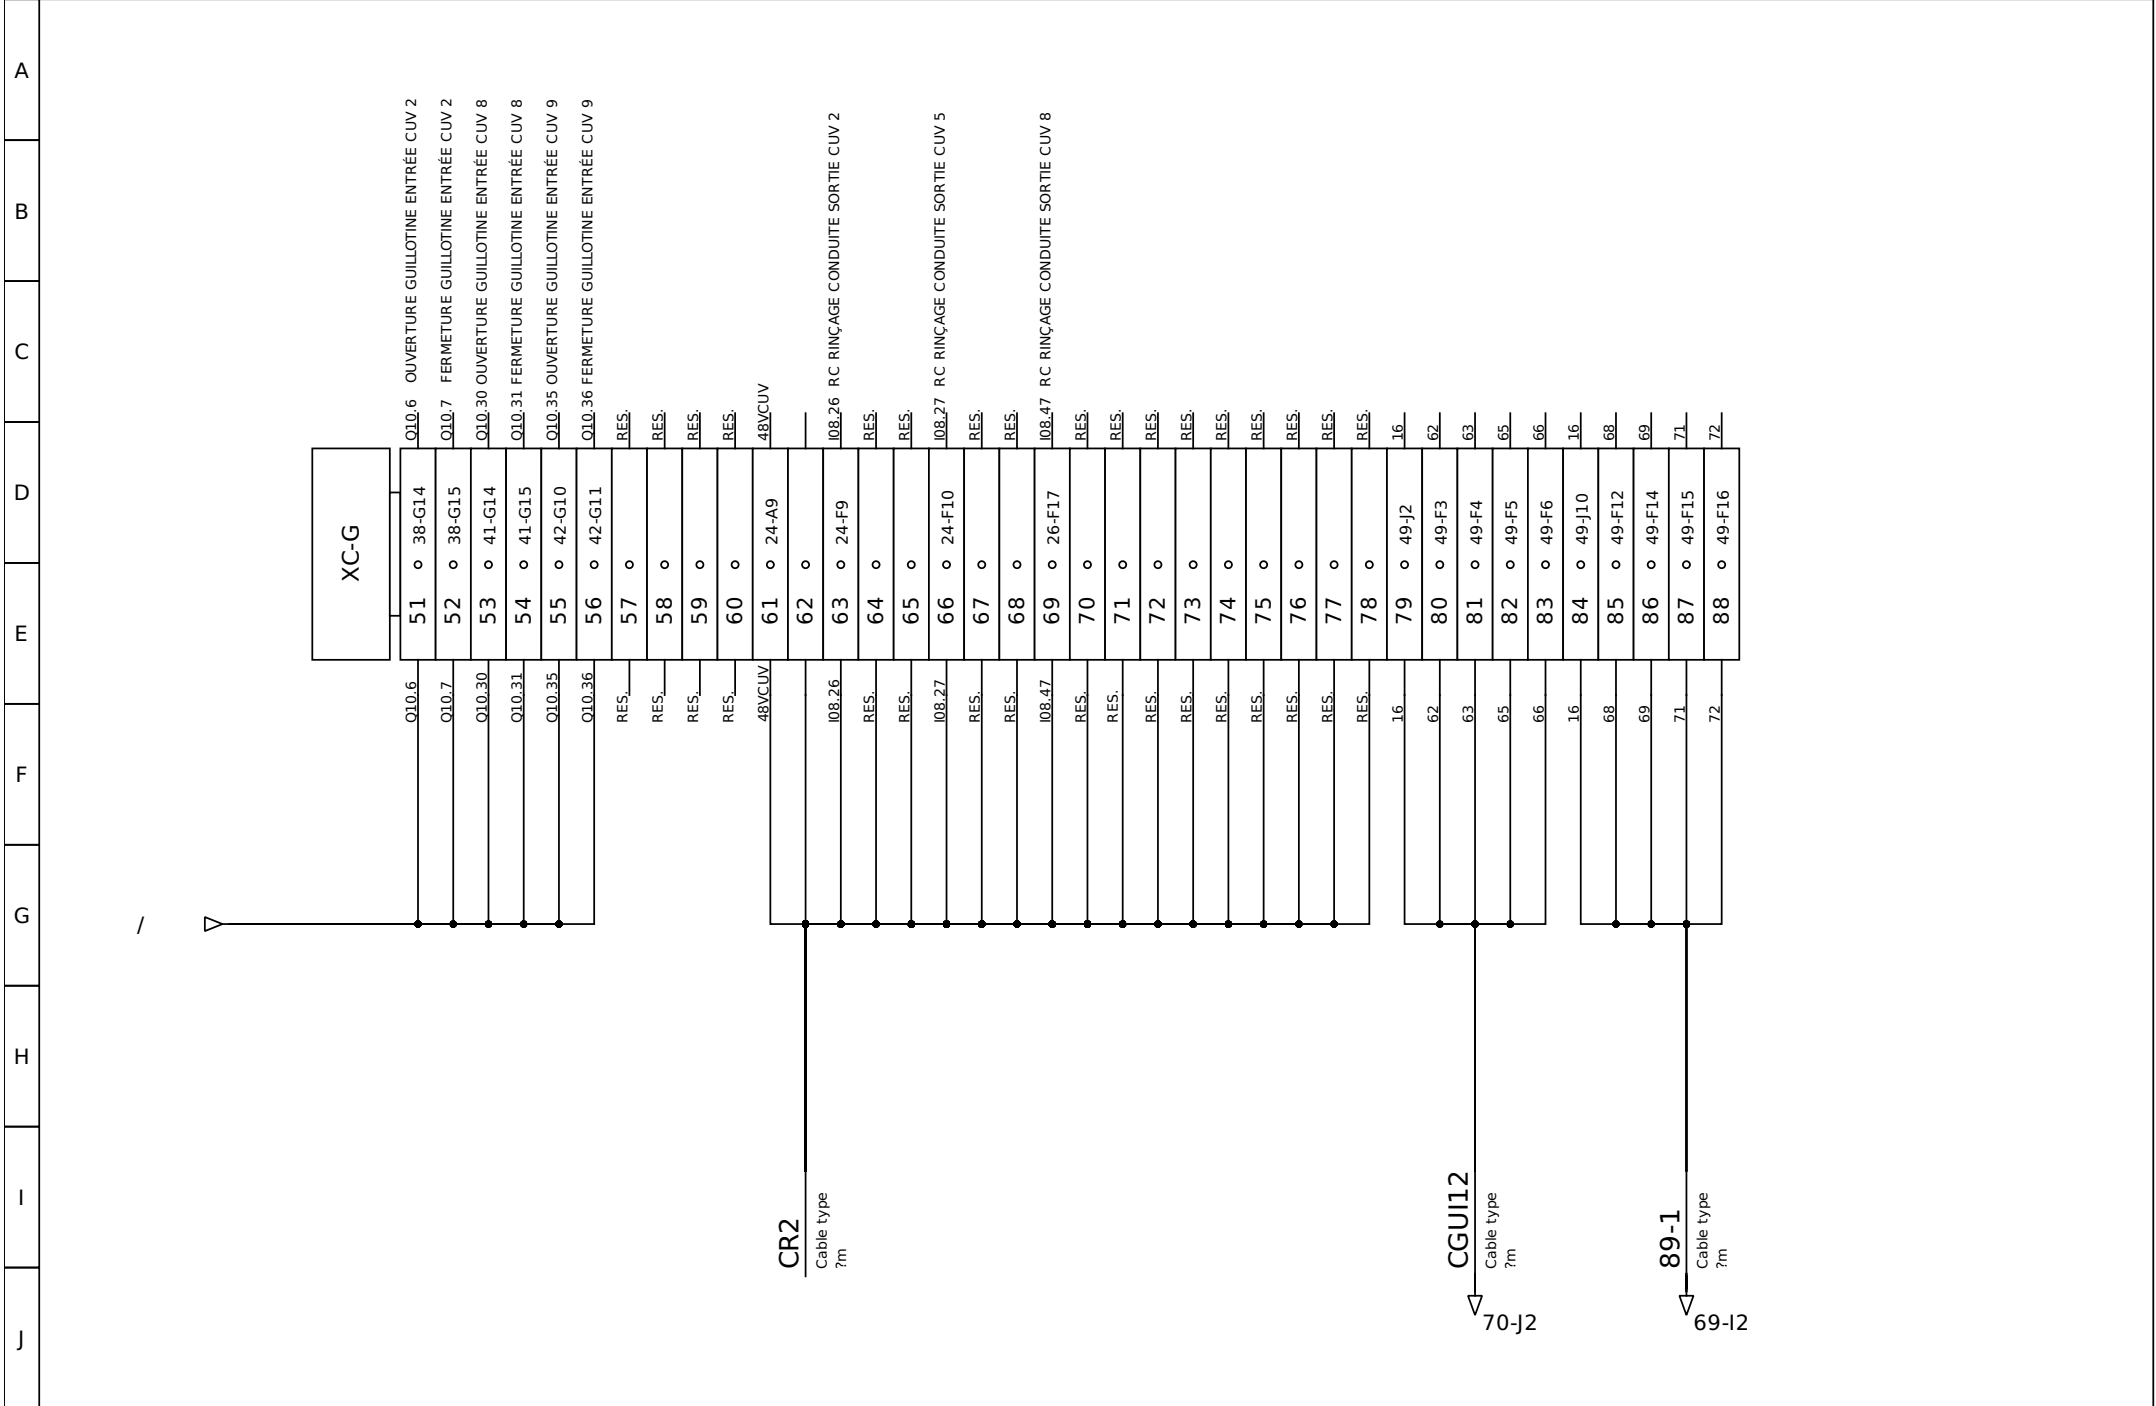 A
B
C
D
E
F
G
H
I
J
Q10.6 OUVERTURE GUILLOTINE ENTRÉE CUV 2
Q10.7 FERMETURE GUILLOTINE ENTRÉE CUV 2
Q10.30 OUVERTURE GUILLOTINE ENTRÉE CUV 8
Q10.31 FERMETURE GUILLOTINE ENTRÉE CUV 8
Q10.35 OUVERTURE GUILLOTINE ENTRÉE CUV 9
Q10.36 FERMETURE GUILLOTINE ENTRÉE CUV 9
RES.
RES.
RES.
RES.
48VCUV
I08.26 RC RINÇAGE CONDUITE SORTIE CUV 2
RES.
RES.
I08.27 RC RINÇAGE CONDUITE SORTIE CUV 5
RES.
RES.
I08.47 RC RINÇAGE CONDUITE SORTIE CUV 8
RES.
RES.
RES.
RES.
RES.
RES.
RES.
RES.
RES.
16
62
63
65
66
16
68
69
71
72
XC-G
51 38-G14
52 38-G15
53 41-G14
54 41-G15
55 42-G10
56 42-G11
57
58
59
60
61 24-A9
62
63 24-F9
64
65
66 24-F10
67
68
69 26-F17
70
71
72
73
74
75
76
77
78
79 49-J2
80 49-F3
81 49-F4
82 49-F5
83 49-F6
84 49-J10
85 49-F12
86 49-F14
87 49-F15
88 49-F16
Q10.6
Q10.7
Q10.30
Q10.31
Q10.35
Q10.36
RES.
RES.
RES.
RES.
48VCUV
I08.26
RES.
RES.
I08.27
RES.
RES.
I08.47
RES.
RES.
RES.
RES.
RES.
RES.
RES.
RES.
RES.
16
62
63
65
66
16
68
69
71
72
/
CR2
Cable type
?m
CGUI12
Cable type
?m
70-J2
89-1
Cable type
?m
69-I2